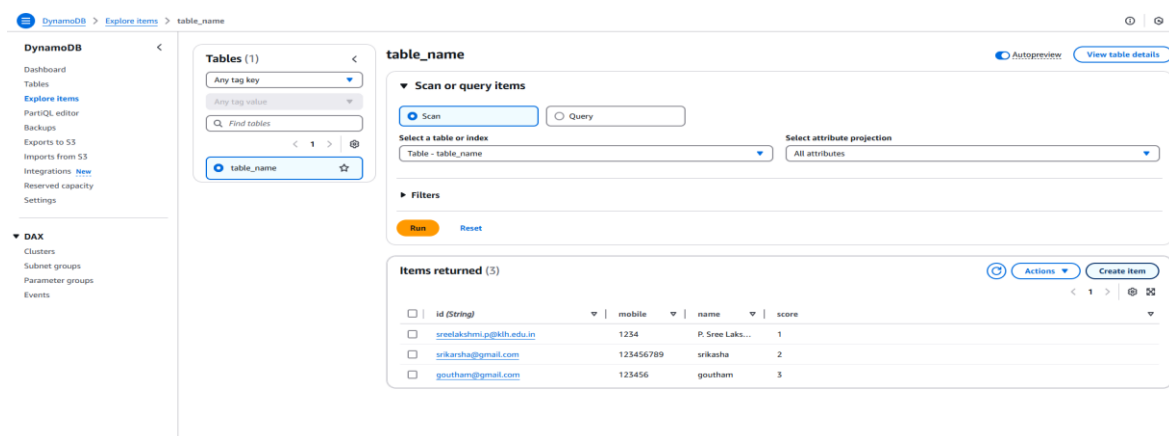 DynamoDB > Explore items > table_name
DynamoDB
Dashboard
Tables
Explore items
PartiQL editor
Backups
Exports to S3
Imports from S3
Integrations New
Reserved capacity
Settings
DAX
Clusters
Subnet groups
Parameter groups
Events
Tables (1)
Any tag key
Any tag value
Find tables
< 1 >
table_name
table_name
Autopreview
View table details
Scan or query items
Scan
Query
Select a table or index
Select attribute projection
Table - table_name
All attributes
Filters
Run
Reset
Items returned (3)
Actions
Create item
< 1 >
id (String) | mobile | name | score
sreelakshmi.p@klh.edu.in 1234 P. Sree Laks... 1
srikarsha@gmail.com 123456789 srikasha 2
goutham@gmail.com 123456 goutham 3